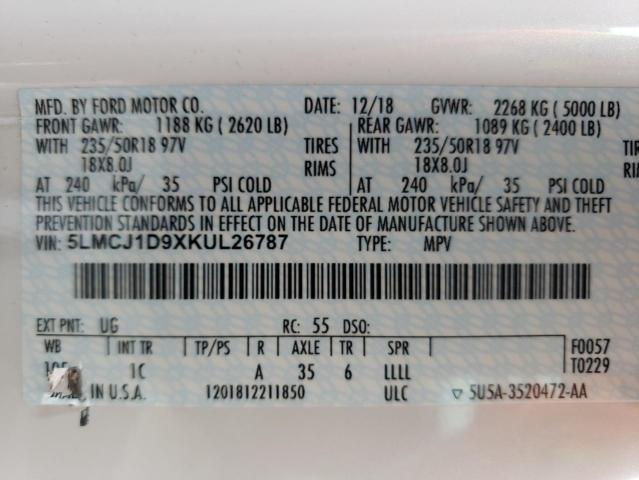 MFD. BY FORD MOTOR CO. DATE: 12/18 GVWR: 2268 KG ( 5000 LB)
FRONT GAWR: 1188 KG ( 2620 LB) REAR GAWR: 1089 KG ( 2400 LB)
WITH 235/50R18 97V TIRES WITH 235/50R18 97V
18X8.0J RIMS 18X8.0J
AT 240 kPa/ 35 PSI COLD AT 240 kPa/ 35 PSI COLD
THIS VEHICLE CONFORMS TO ALL APPLICABLE FEDERAL MOTOR VEHICLE SAFETY AND THEFT
PREVENTION STANDARDS IN EFFECT ON THE DATE OF MANUFACTURE SHOWN ABOVE.
VIN: 5LMCJ1D9XKUL26787 TYPE: MPV
EXT PNT: UG RC: 55 DSO:
WB INT TR TP/PS R AXLE TR SPR F0057
1C A 35 6 LLLL T0229
IN U.S.A. 1201812211850 ULC ▽ 5U5A-3520472-AA